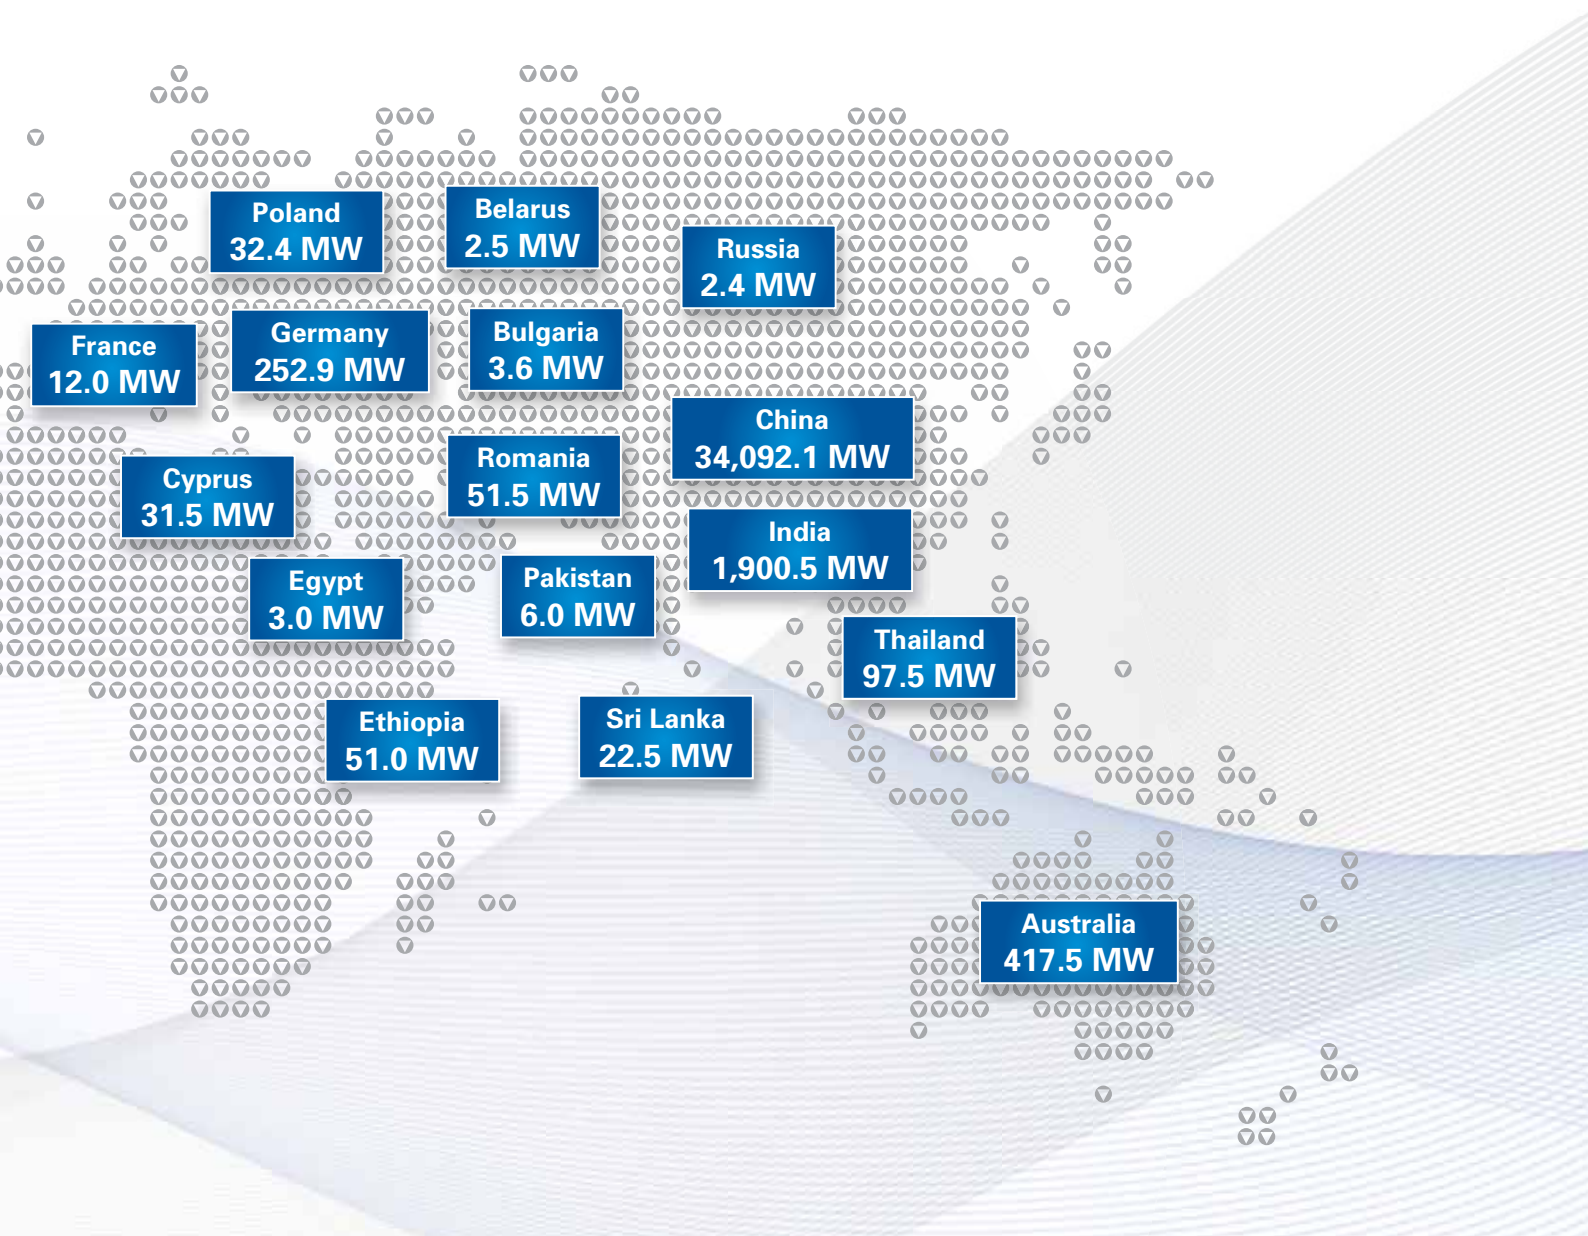 Poland
32.4 MW
Belarus
2.5 MW
Russia
2.4 MW
France
12.0 MW
Germany
252.9 MW
Bulgaria
3.6 MW
China
34,092.1 MW
Cyprus
31.5 MW
Romania
51.5 MW
India
1,900.5 MW
Egypt
3.0 MW
Pakistan
6.0 MW
Thailand
97.5 MW
Ethiopia
51.0 MW
Sri Lanka
22.5 MW
Australia
417.5 MW